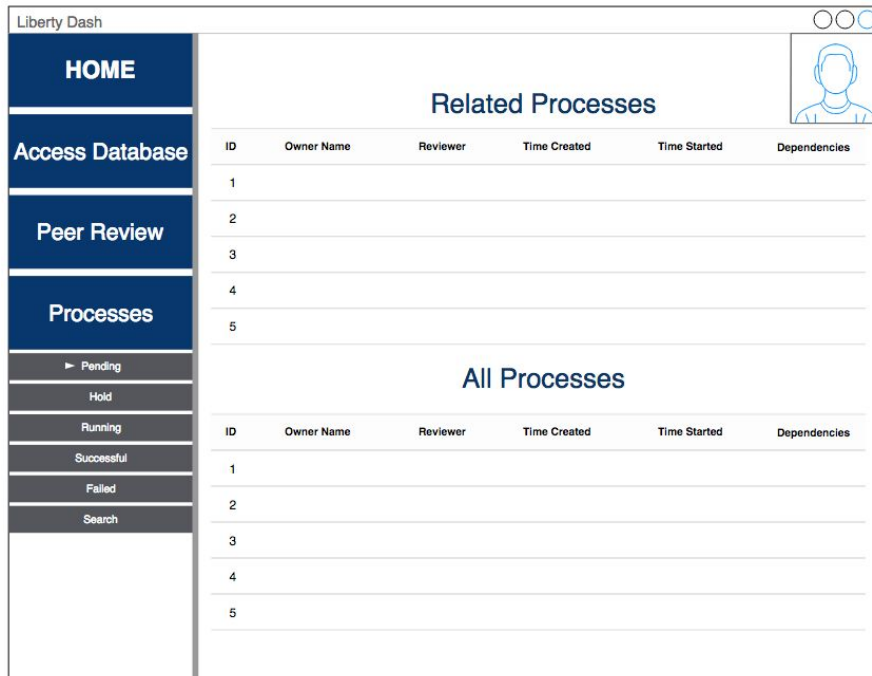 Liberty Dash
HOME
Access Database
Peer Review
Processes
► Pending
Hold
Running
Successful
Failed
Search
Related Processes
ID Owner Name Reviewer Time Created Time Started Dependencies
1
2
3
4
5
All Processes
ID Owner Name Reviewer Time Created Time Started Dependencies
1
2
3
4
5